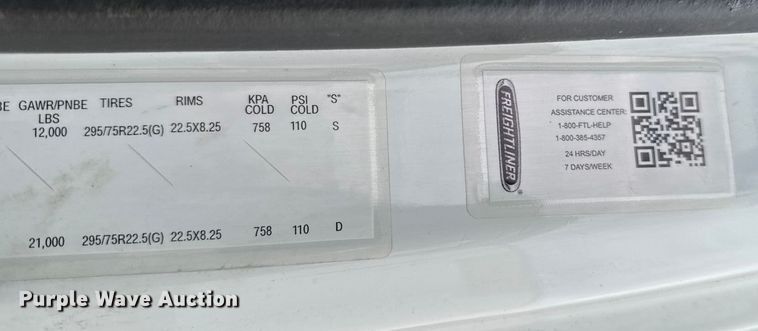 GAWR/PNBE TIRES RIMS KPA PSI "S"
LBS COLD COLD
12,000 295/75R22.5(G) 22.5X8.25 758 110 S
21,000 295/75R22.5(G) 22.5X8.25 758 110 D
FREIGHTLINER
®
FOR CUSTOMER
ASSISTANCE CENTER:
1-800-FTL-HELP
1-800-385-4357
24 HRS/DAY
7 DAYS/WEEK
Purple Wave Auction